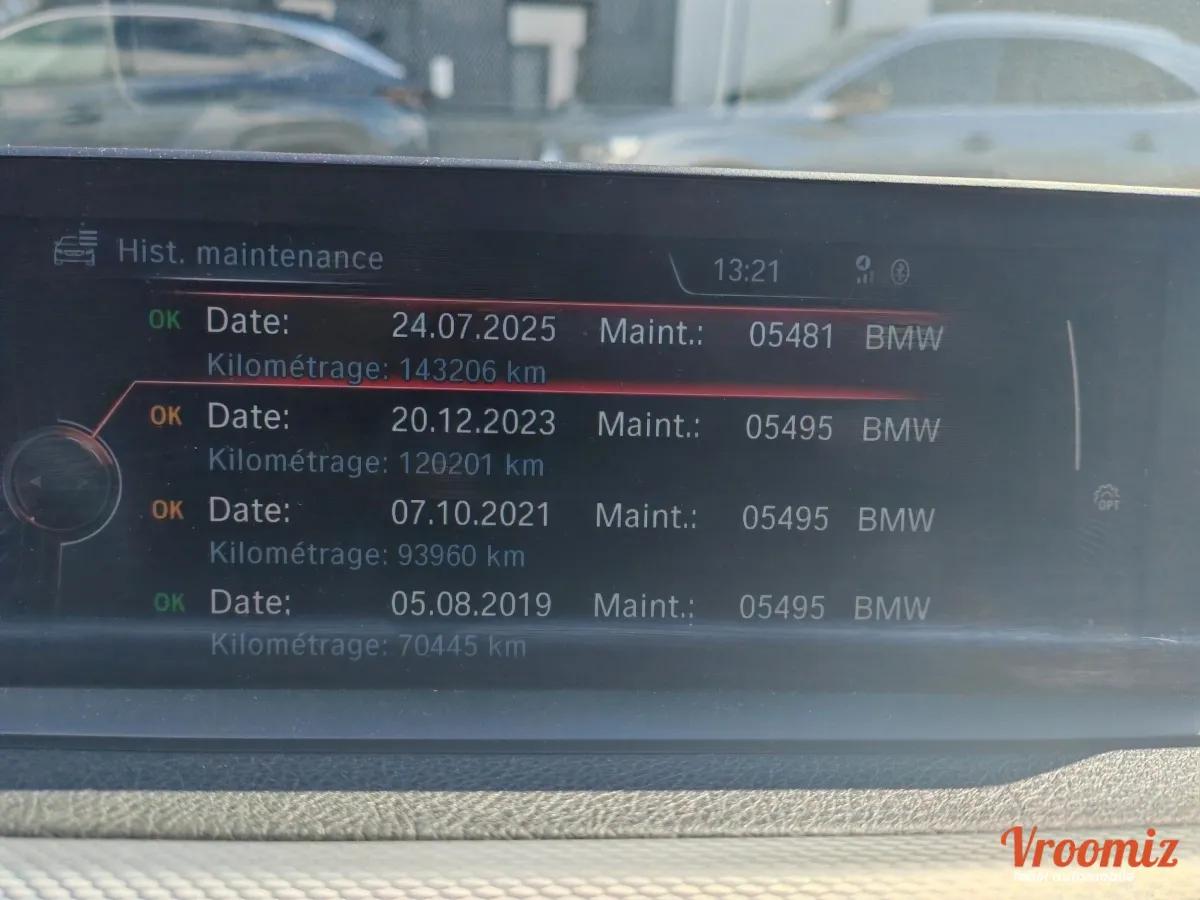 Hist. maintenance
13:21
OK Date: 24.07.2025 Maint.: 05481 BMW
Kilométrage: 143206 km
OK Date: 20.12.2023 Maint.: 05495 BMW
Kilométrage: 120201 km
OK Date: 07.10.2021 Maint.: 05495 BMW
Kilométrage: 93960 km
OPT
OK Date: 05.08.2019 Maint.: 05495 BMW
Kilométrage: 70445 km
Vroomiz